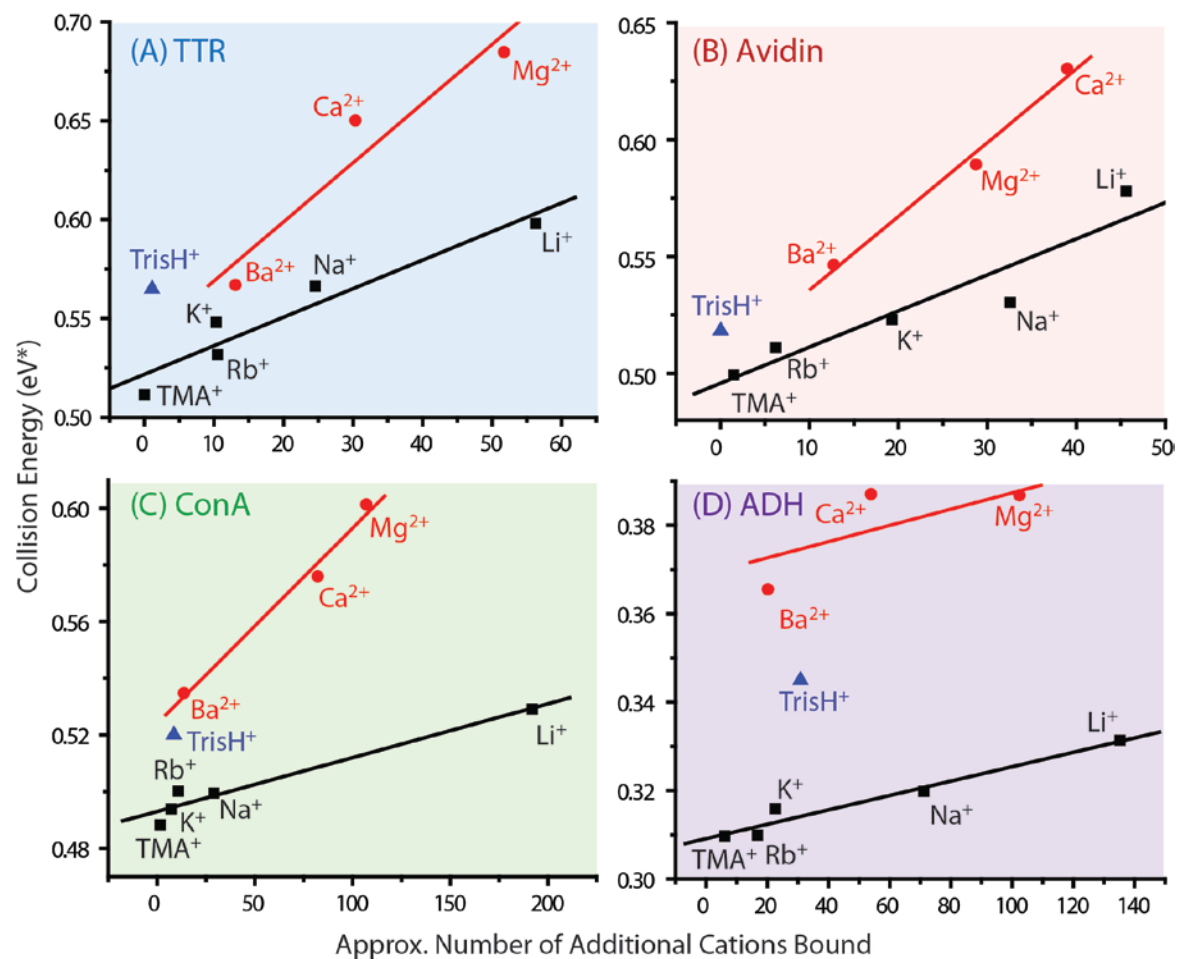 Collision Energy (eV*)
(A) TTR
0.70
0.65
0.60
0.55
0.50
Mg²⁺
Ca²⁺
TrisH⁺
Ba²⁺
Na⁺
Li⁺
K⁺
Rb⁺
TMA⁺
0 10 20 30 40 50 60
(B) Avidin
0.65
0.60
0.55
0.50
Ca²⁺
Mg²⁺
Li⁺
Ba²⁺
TrisH⁺
Na⁺
K⁺
Rb⁺
TMA⁺
0 10 20 30 40 50
(C) ConA
0.60
0.56
0.52
0.48
Mg²⁺
Ca²⁺
Ba²⁺
TrisH⁺
Li⁺
Rb⁺
Na⁺
K⁺
TMA⁺
0 50 100 150 200
(D) ADH
0.38
0.36
0.34
0.32
0.30
Ca²⁺
Mg²⁺
Ba²⁺
TrisH⁺
Li⁺
K⁺
Na⁺
TMA⁺ Rb⁺
0 20 40 60 80 100 120 140
Approx. Number of Additional Cations Bound